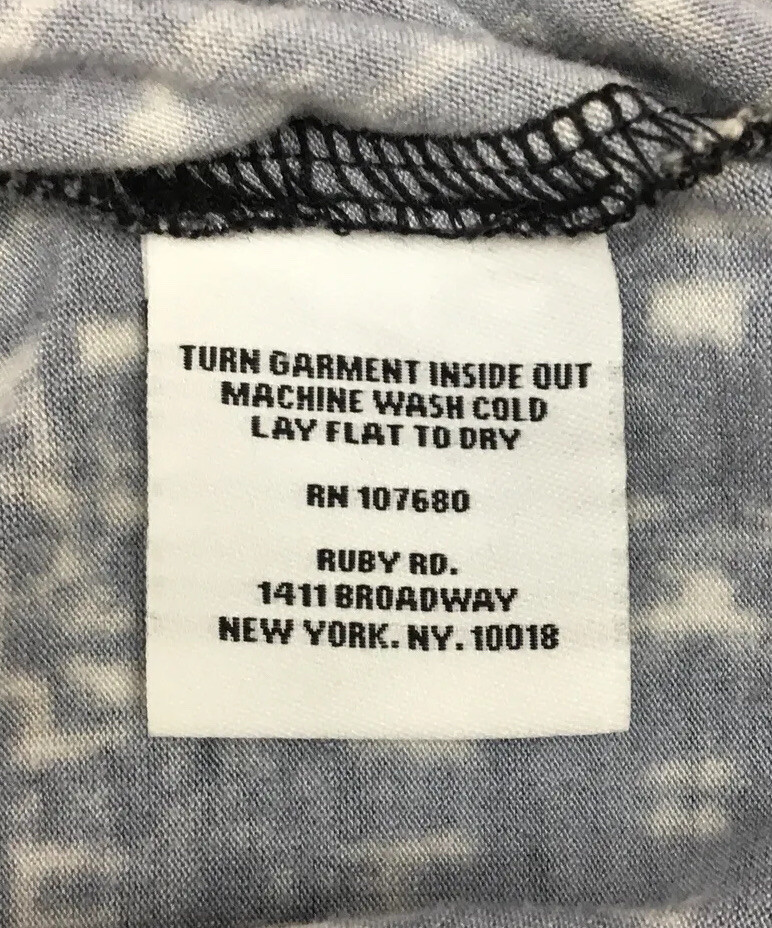 TURN GARMENT INSIDE OUT
MACHINE WASH COLD
LAY FLAT TO DRY
RN 107680
RUBY RD.
1411 BROADWAY
NEW YORK. NY. 10018